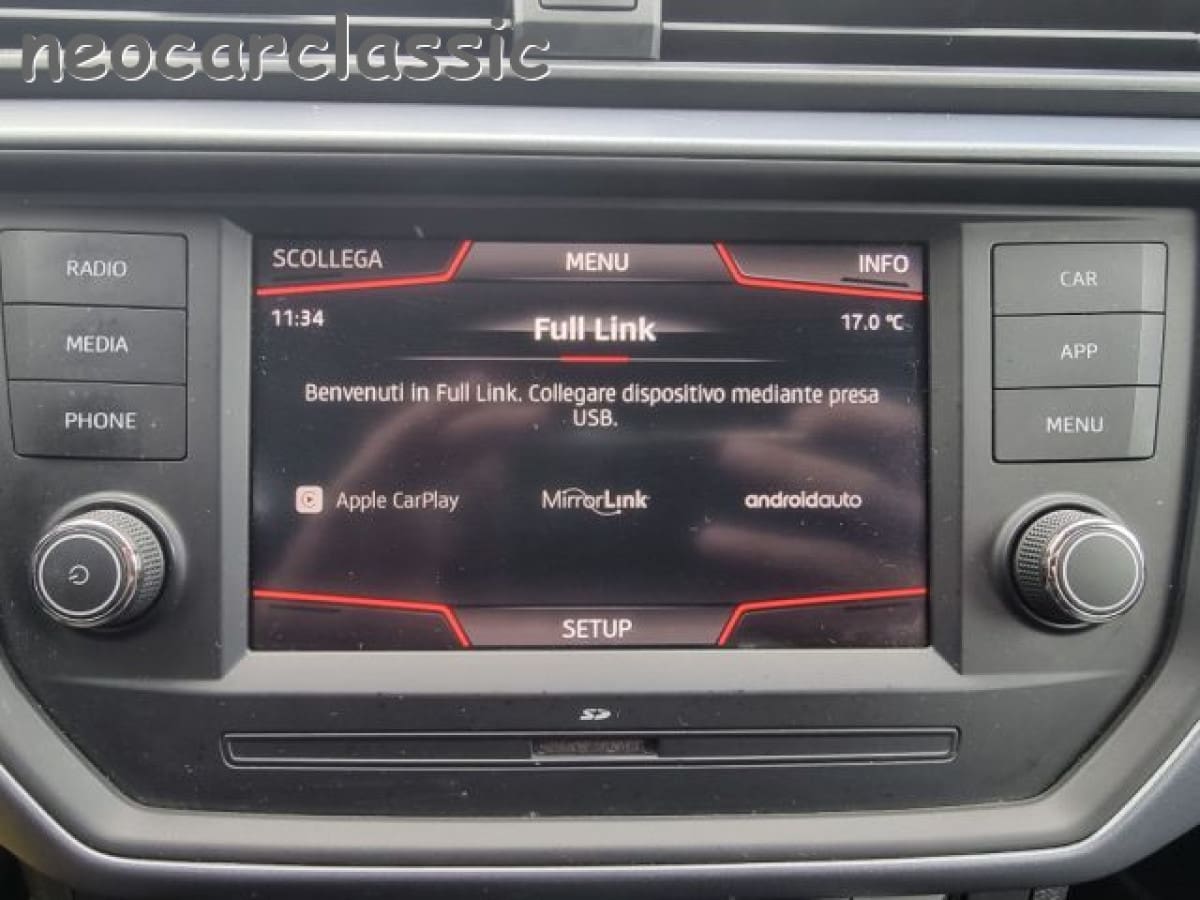 neocarclassic
RADIO
MEDIA
PHONE
SCOLLEGA
MENU
INFO
11:34
Full Link
17.0 °C
Benvenuti in Full Link. Collegare dispositivo mediante presa
USB.
Apple CarPlay
MirrorLink
androidauto
SETUP
CAR
APP
MENU
SD